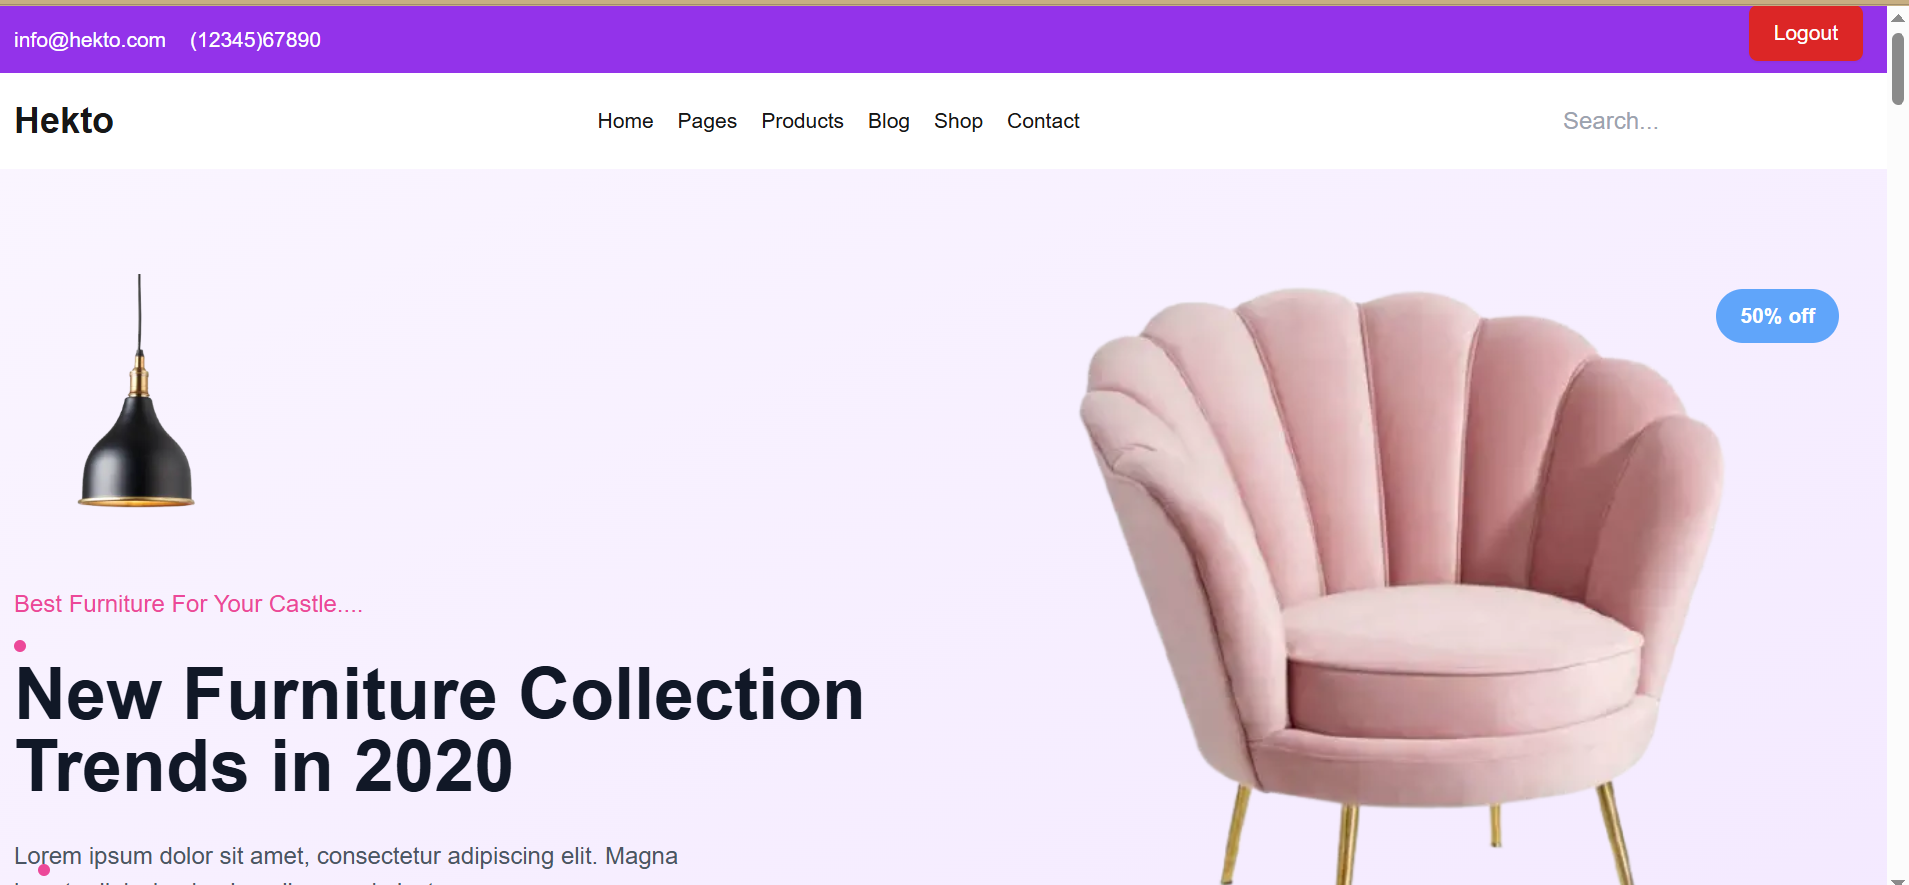 info@hekto.com (12345)67890
Logout
Hekto
Home Pages Products Blog Shop Contact
Search...
50% off
Best Furniture For Your Castle....
New Furniture Collection
Trends in 2020
Lorem ipsum dolor sit amet, consectetur adipiscing elit. Magna